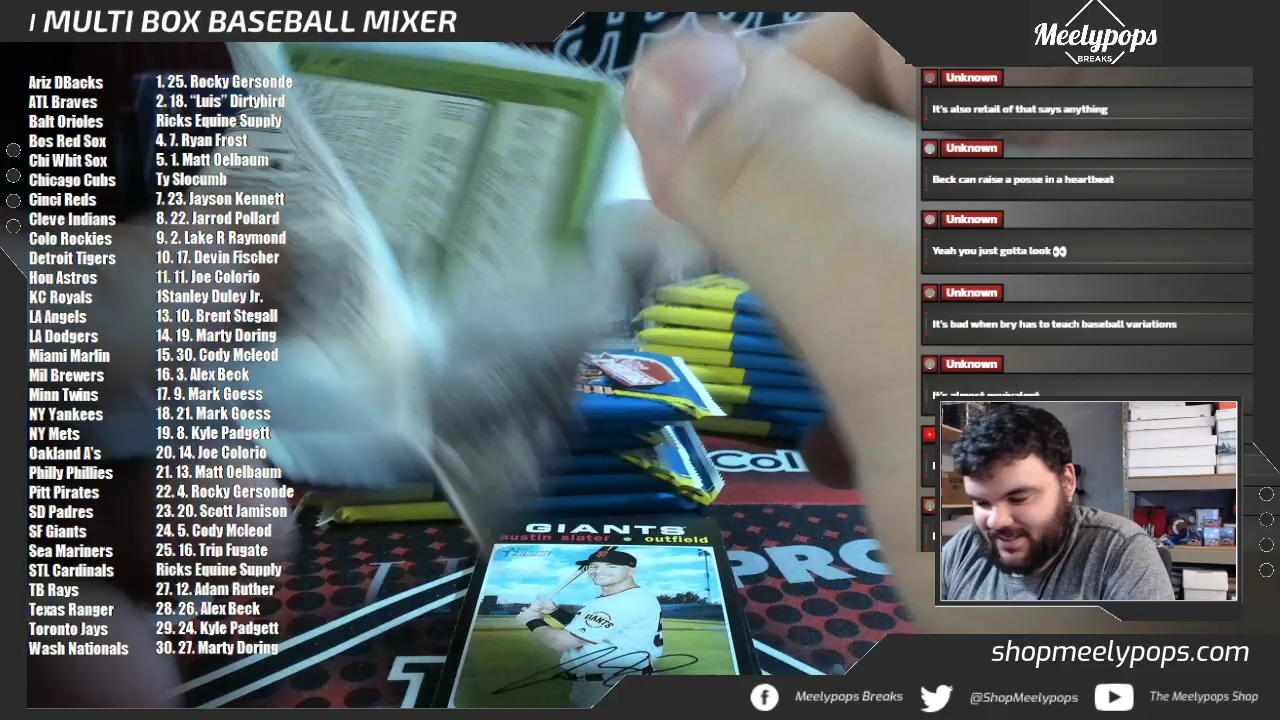 I MULTI BOX BASEBALL MIXER
Meelypops
BREAKS
Ariz DBacks 1. 25. Rocky Gersonde
ATL Braves 2. 18. “Luis” Dirtybird
Balt Orioles Ricks Equine Supply
Bos Red Sox 4. 7. Ryan Frost
Chi Whit Sox 5. 1. Matt Oelbaum
Chicago Cubs Ty Slocumb
Cinci Reds 7. 23. Jayson Kennett
Cleve Indians 8. 22. Jarrod Pollard
Colo Rockies 9. 2. Lake R Raymond
Detroit Tigers 10. 17. Devin Fischer
Hou Astros 11. 11. Joe Colorio
KC Royals 1Stanley Duley Jr.
LA Angels 13. 10. Brent Stegall
LA Dodgers 14. 19. Marty Doring
Miami Marlin 15. 30. Cody Mcleod
Mil Brewers 16. 3. Alex Beck
Minn Twins 17. 9. Mark Goess
NY Yankees 18. 21. Mark Goess
NY Mets 19. 8. Kyle Padgett
Oakland A's 20. 14. Joe Colorio
Philly Phillies 21. 13. Matt Oelbaum
Pitt Pirates 22. 4. Rocky Gersonde
SD Padres 23. 20. Scott Jamison
SF Giants 24. 5. Cody Mcleod
Sea Mariners 25. 16. Trip Fugate
STL Cardinals Ricks Equine Supply
TB Rays 27. 12. Adam Ruther
Texas Ranger 28. 26. Alex Beck
Toronto Jays 29. 24. Kyle Padgett
Wash Nationals 30. 27. Marty Doring
GIANTS
austin slater • outfield
Col
PRO
Unknown
It's also retail of that says anything
Unknown
Beck can raise a posse in a heartbeat
Unknown
Yeah you just gotta look 👀
Unknown
It's bad when bry has to teach baseball variations
Unknown
It's almost equivalent
shopmeelypops.com
Meelypops Breaks @ShopMeelypops The Meelypops Shop